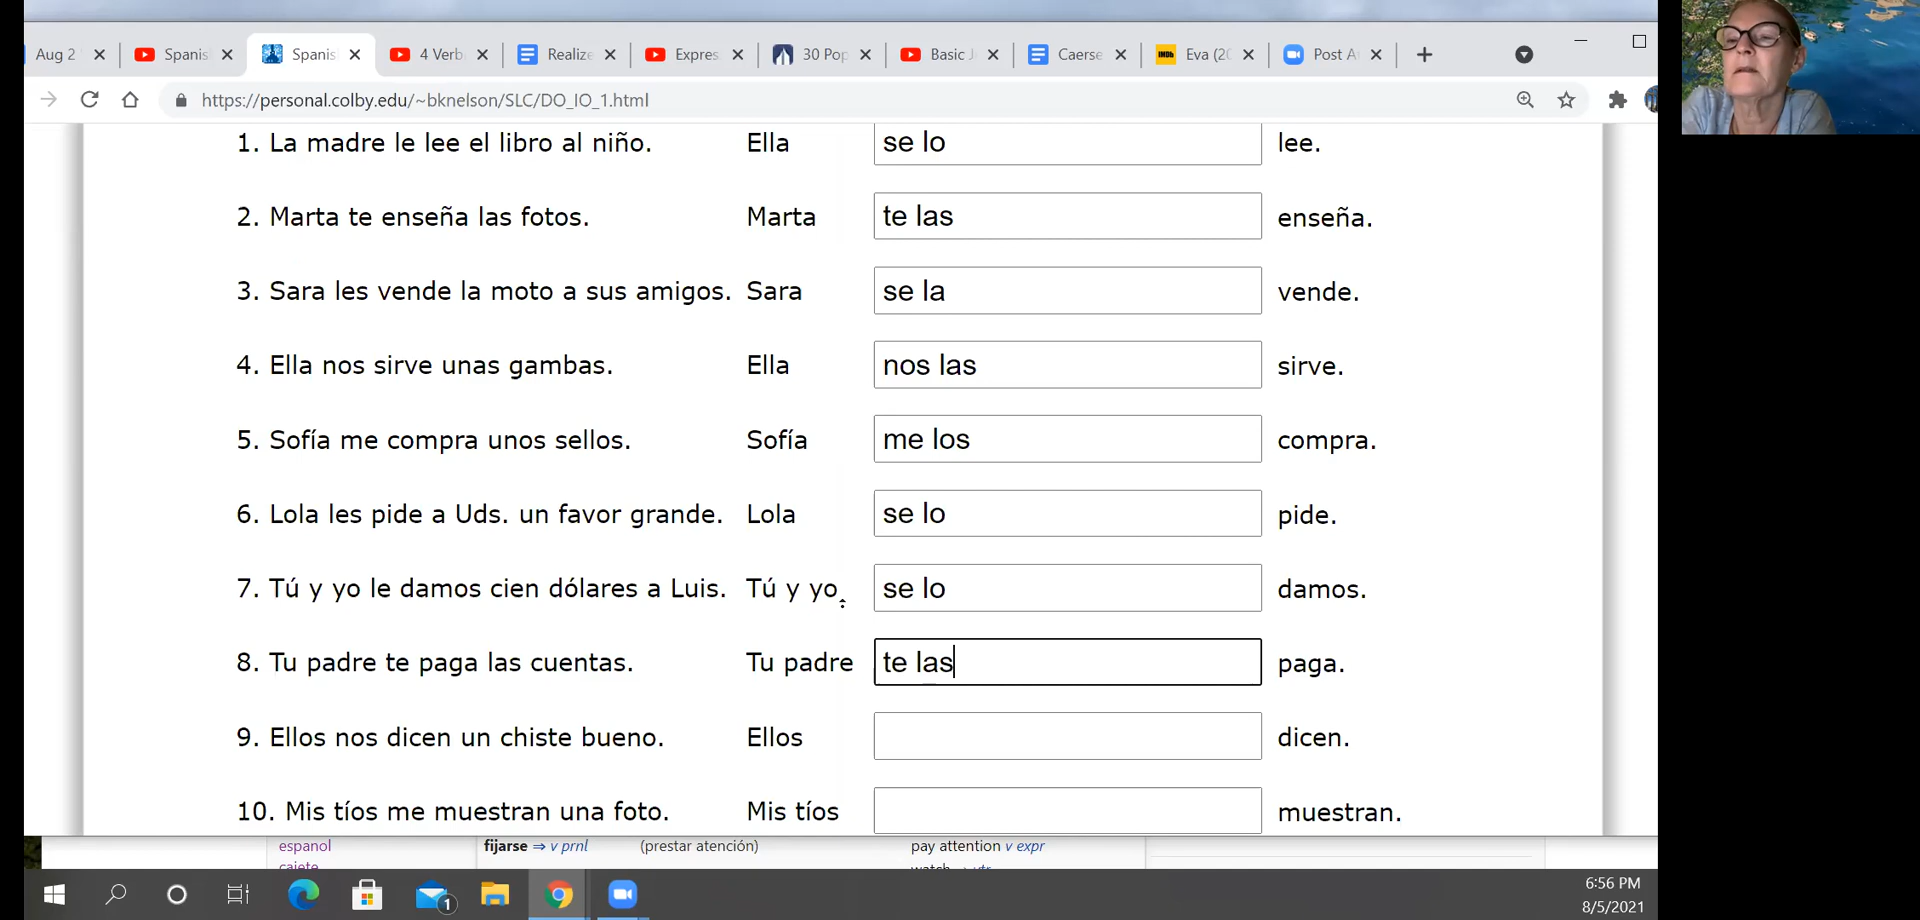 Aug 2
Spanis
Spanis
4 Verb
Realize
Expres
30 Pop
Basic
Caerse
IMDb
Eva (20
Post A
https://personal.colby.edu/~bknelson/SLC/DO_IO_1.html
1. La madre le lee el libro al niño. Ella se lo lee.
2. Marta te enseña las fotos. Marta te las enseña.
3. Sara les vende la moto a sus amigos. Sara se la vende.
4. Ella nos sirve unas gambas. Ella nos las sirve.
5. Sofía me compra unos sellos. Sofía me los compra.
6. Lola les pide a Uds. un favor grande. Lola se lo pide.
7. Tú y yo le damos cien dólares a Luis. Tú y yo se lo damos.
8. Tu padre te paga las cuentas. Tu padre te las paga.
9. Ellos nos dicen un chiste bueno. Ellos dicen.
10. Mis tíos me muestran una foto. Mis tíos muestran.
espanol fijarse ⇒ v prnl (prestar atención) pay attention v expr
1
6:56 PM
8/5/2021